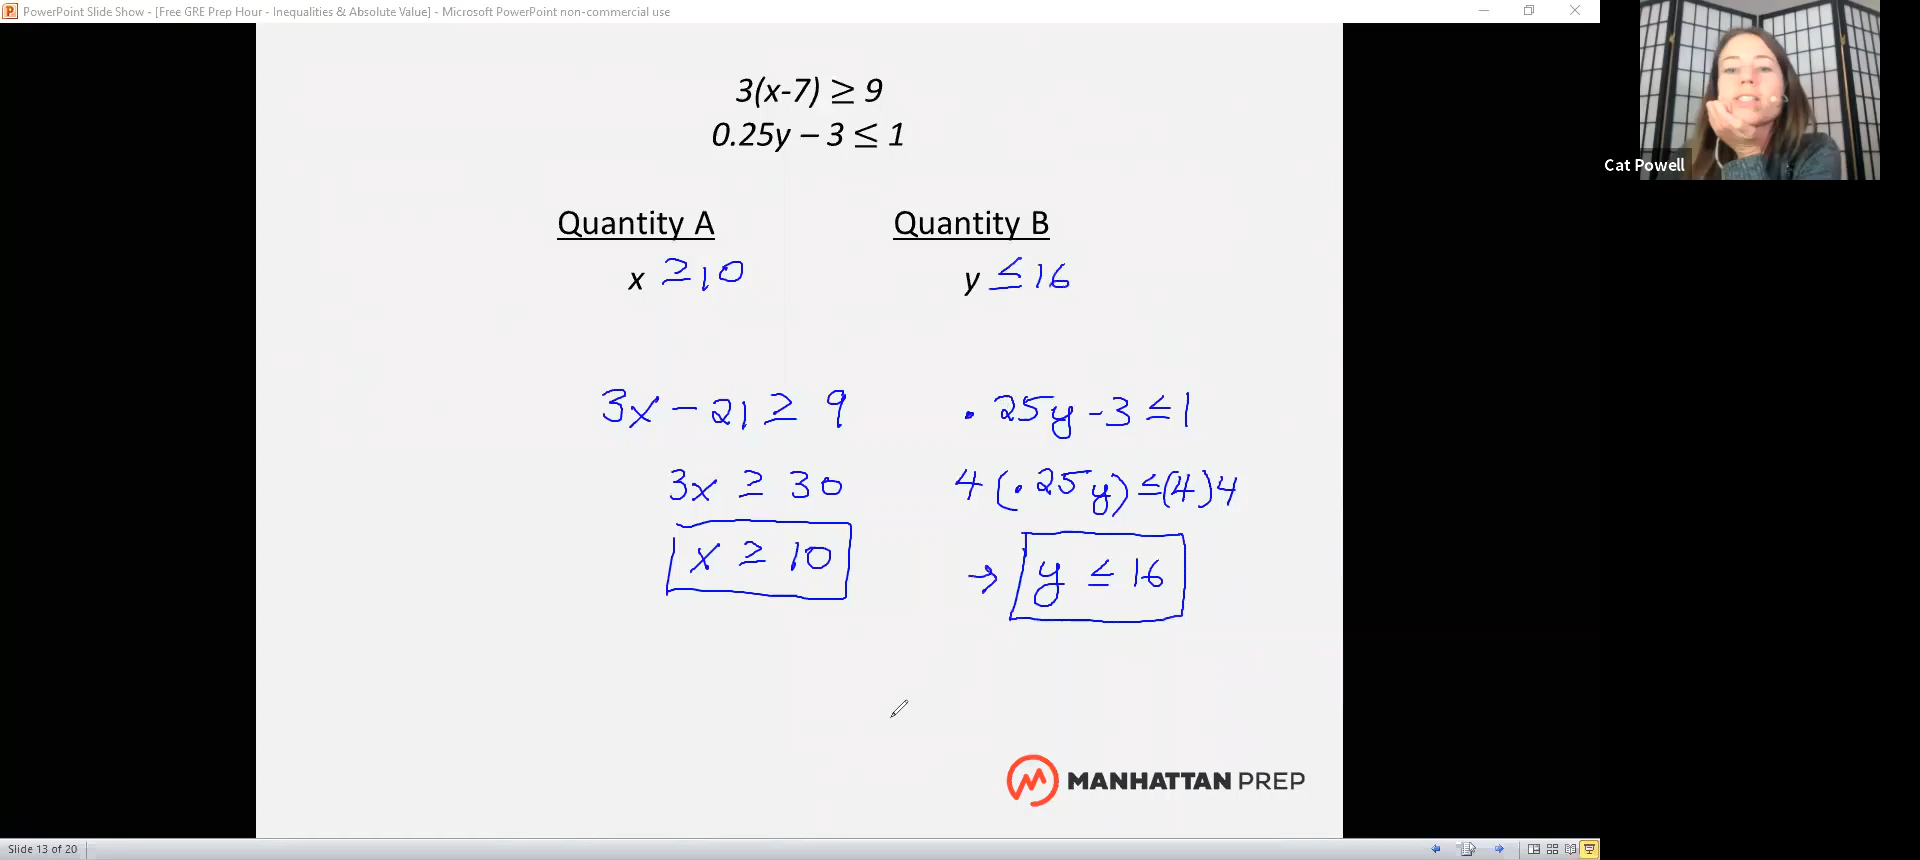 PowerPoint Slide Show - [Free GRE Prep Hour - Inequalities & Absolute Value] - Microsoft PowerPoint non-commercial use
3(x-7) ≥ 9
0.25y – 3 ≤ 1
Cat Powell
Quantity A Quantity B
x ≥ 10 y ≤ 16
3x - 21 ≥ 9 .25y - 3 ≤ 1
3x ≥ 30 4(.25y) ≤ (4)4
x ≥ 10 → y ≤ 16
MANHATTAN PREP
Slide 13 of 20